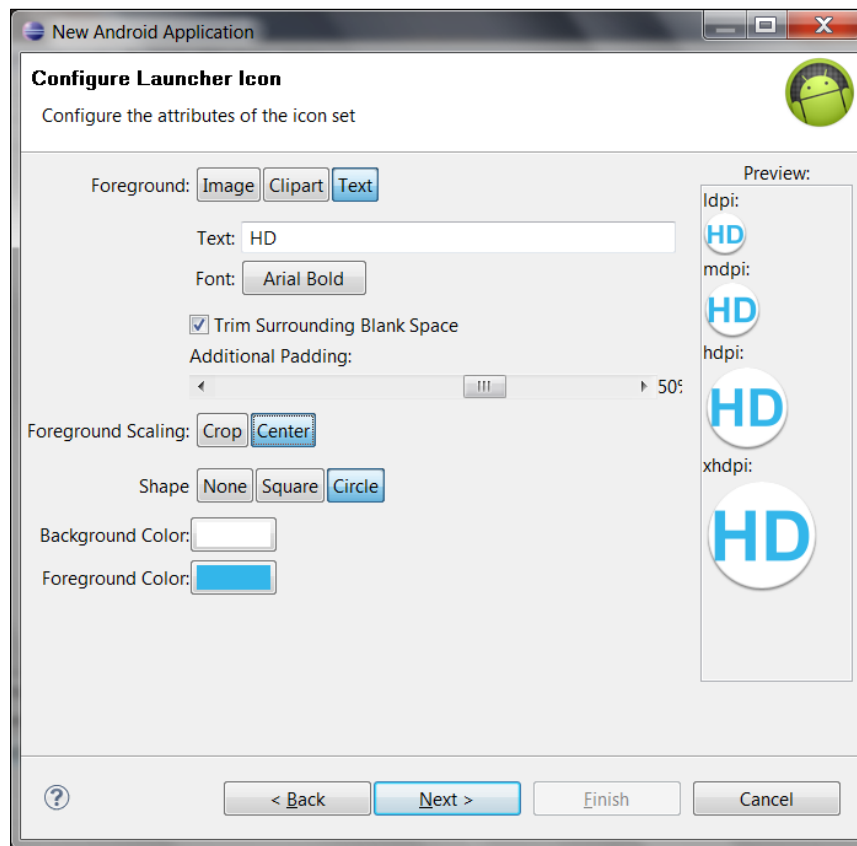 New Android Application
Configure Launcher Icon
Configure the attributes of the icon set
Foreground: Image Clipart Text
Text: HD
Font: Arial Bold
Trim Surrounding Blank Space
Additional Padding:
50%
Foreground Scaling: Crop Center
Shape None Square Circle
Background Color:
Foreground Color:
Preview:
ldpi:
HD
mdpi:
HD
hdpi:
HD
xhdpi:
HD
< Back Next > Finish Cancel